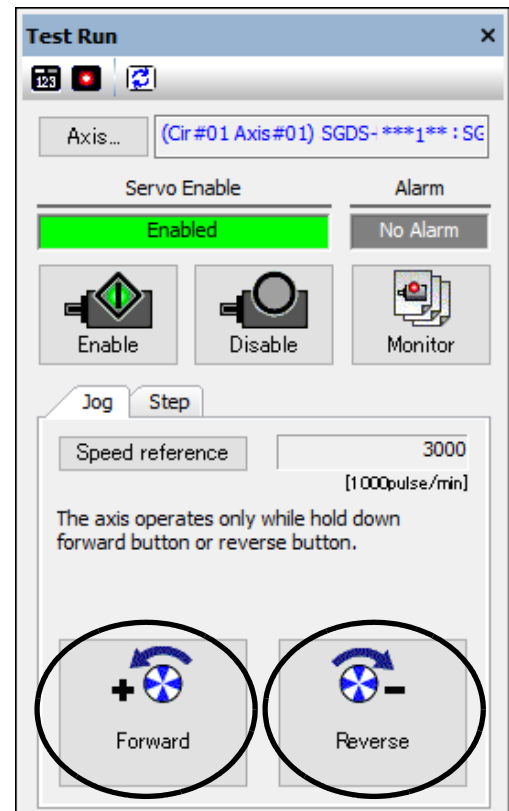 Test Run
123
Axis...
(Cir#01 Axis#01) SGDS-***1** : SG
Servo Enable
Alarm
Enabled
No Alarm
Enable
Disable
Monitor
Jog
Step
Speed reference
3000
[1000pulse/min]
The axis operates only while hold down
forward button or reverse button.
+
−
Forward
Reverse